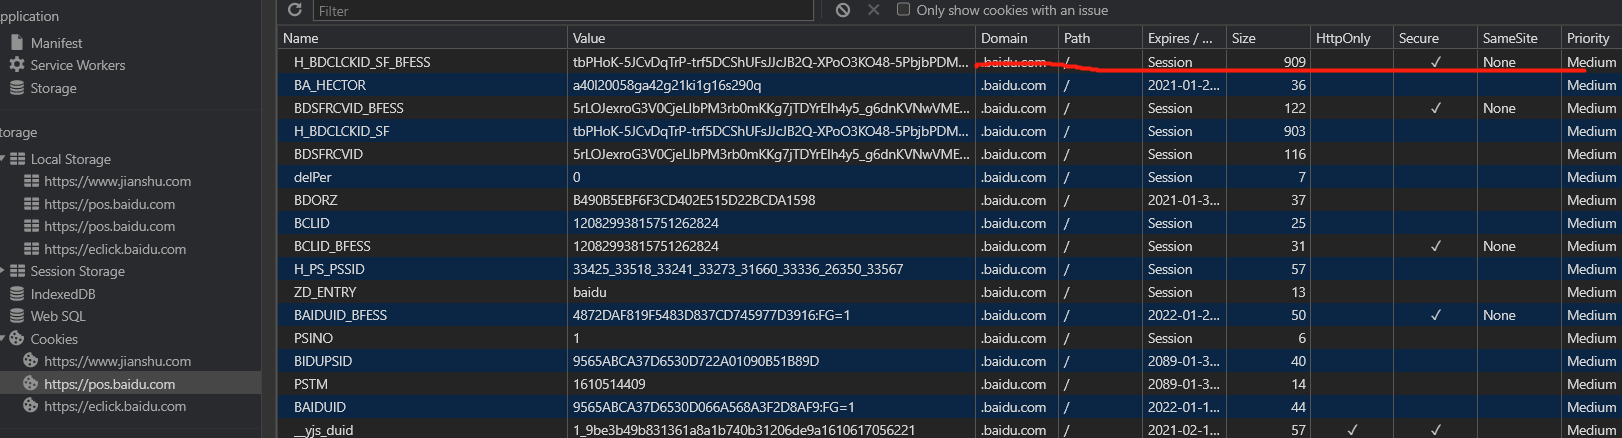 pplication
Manifest
Service Workers
Storage
torage
Local Storage
https://www.jianshu.com
https://pos.baidu.com
https://pos.baidu.com
https://eclick.baidu.com
Session Storage
IndexedDB
Web SQL
Cookies
https://www.jianshu.com
https://pos.baidu.com
https://eclick.baidu.com
Filter Only show cookies with an issue
Name Value Domain Path Expires / ... Size HttpOnly Secure SameSite Priority
H_BDCLCKID_SF_BFESS tbPHoK-5JCvDqTrP-trf5DCShUFsJJcJB2Q-XPoO3KO48-5PbjbPDM... .baidu.com / Session 909 ✓ None Medium
BA_HECTOR a40l20058ga42g21ki1g16s290q .baidu.com / 2021-01-2... 36 Medium
BDSFRCVID_BFESS 5rLOJexroG3V0CjeLlbPM3rb0mKKg7jTDYrEIh4y5_g6dnKVNwVME... .baidu.com / Session 122 ✓ None Medium
H_BDCLCKID_SF tbPHoK-5JCvDqTrP-trf5DCShUFsJJcJB2Q-XPoO3KO48-5PbjbPDM... .baidu.com / Session 903 Medium
BDSFRCVID 5rLOJexroG3V0CjeLlbPM3rb0mKKg7jTDYrEIh4y5_g6dnKVNwVME... .baidu.com / Session 116 Medium
delPer 0 .baidu.com / Session 7 Medium
BDORZ B490B5EBF6F3CD402E515D22BCDA1598 .baidu.com / 2021-01-3... 37 Medium
BCLID 12082993815751262824 .baidu.com / Session 25 Medium
BCLID_BFESS 12082993815751262824 .baidu.com / Session 31 ✓ None Medium
H_PS_PSSID 33425_33518_33241_33273_31660_33336_26350_33567 .baidu.com / Session 57 Medium
ZD_ENTRY baidu .baidu.com / Session 13 Medium
BAIDUID_BFESS 4872DAF819F5483D837CD745977D3916:FG=1 .baidu.com / 2022-01-2... 50 ✓ None Medium
PSINO 1 .baidu.com / Session 6 Medium
BIDUPSID 9565ABCA37D6530D722A01090B51B89D .baidu.com / 2089-01-3... 40 Medium
PSTM 1610514409 .baidu.com / 2089-01-3... 14 Medium
BAIDUID 9565ABCA37D6530D066A568A3F2D8AF9:FG=1 .baidu.com / 2022-01-1... 44 Medium
__yjs_duid 1_9be3b49b831361a8a1b740b31206de9a1610617056221 .baidu.com / 2021-02-1... 57 ✓ ✓ Medium